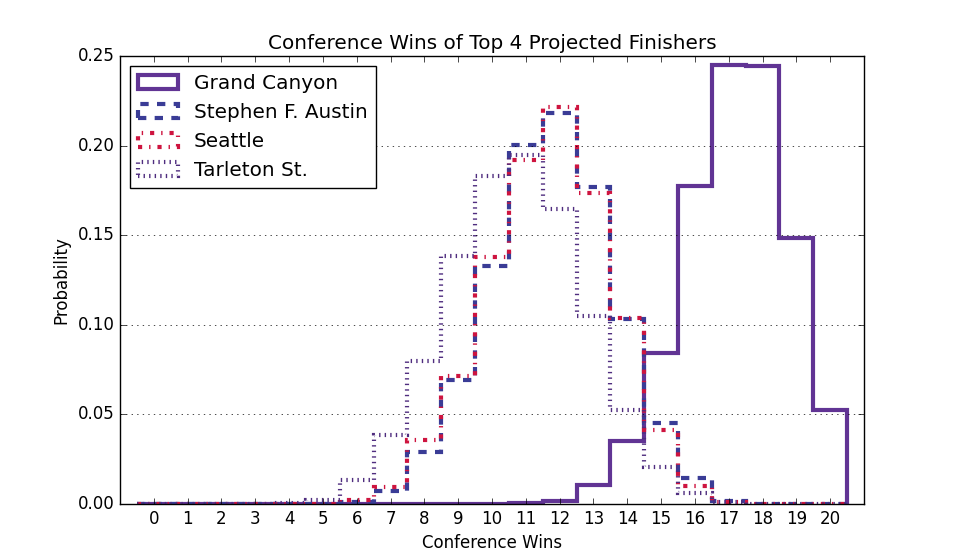 Conference Wins of Top 4 Projected Finishers
Grand Canyon
Stephen F. Austin
Seattle
Tarleton St.
0.25
0.20
0.15
0.10
0.05
0.00
Probability
0 1 2 3 4 5 6 7 8 9 10 11 12 13 14 15 16 17 18 19 20
Conference Wins